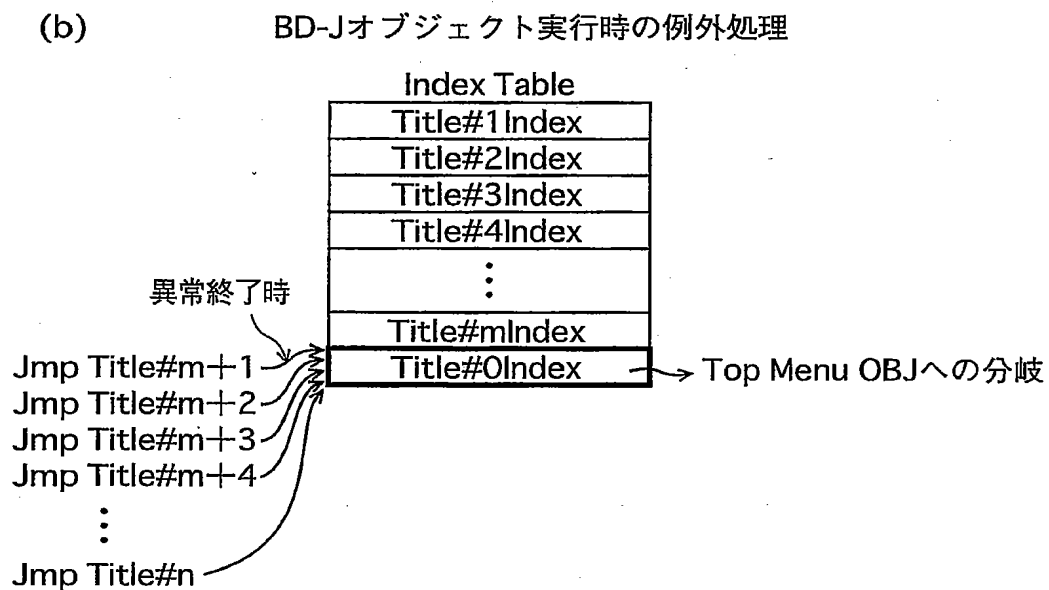 (b) BD-Jオブジェクト実行時の例外処理
Index Table
Title#1Index
Title#2Index
Title#3Index
Title#4Index
⋮
異常終了時
Title#mIndex
Jmp Title#m+1
Title#0Index
Top Menu OBJへの分岐
Jmp Title#m+2
Jmp Title#m+3
Jmp Title#m+4
⋮
Jmp Title#n